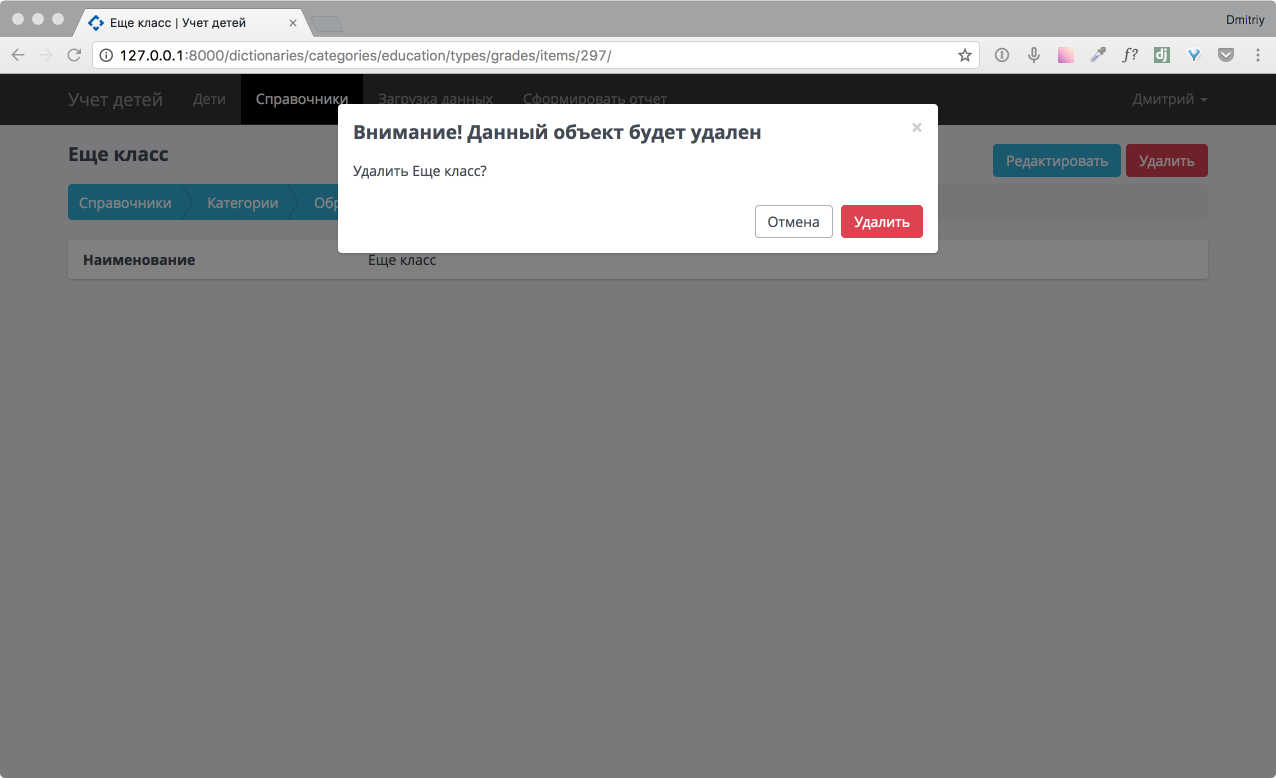 Еще класс | Учет детей
Dmitriy
127.0.0.1:8000/dictionaries/categories/education/types/grades/items/297/
f?
dj
Учет детей Дети Справочники Загрузка данных Сформировать отчет Дмитрий
Внимание! Данный объект будет удален
×
Еще класс
Редактировать Удалить
Удалить Еще класс?
Справочники Категории
Отмена Удалить
Наименование Еще класс